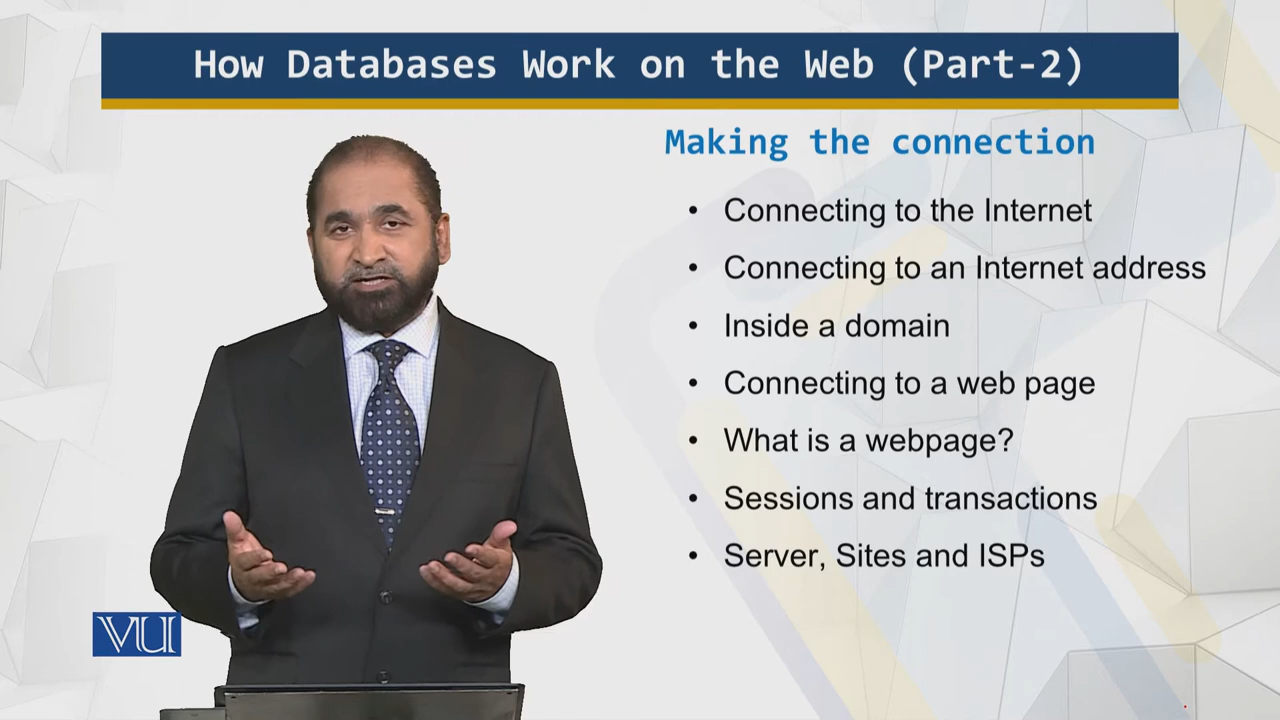 How Databases Work on the Web (Part-2)
Making the connection
• Connecting to the Internet
• Connecting to an Internet address
• Inside a domain
• Connecting to a web page
• What is a webpage?
• Sessions and transactions
• Server, Sites and ISPs
VU